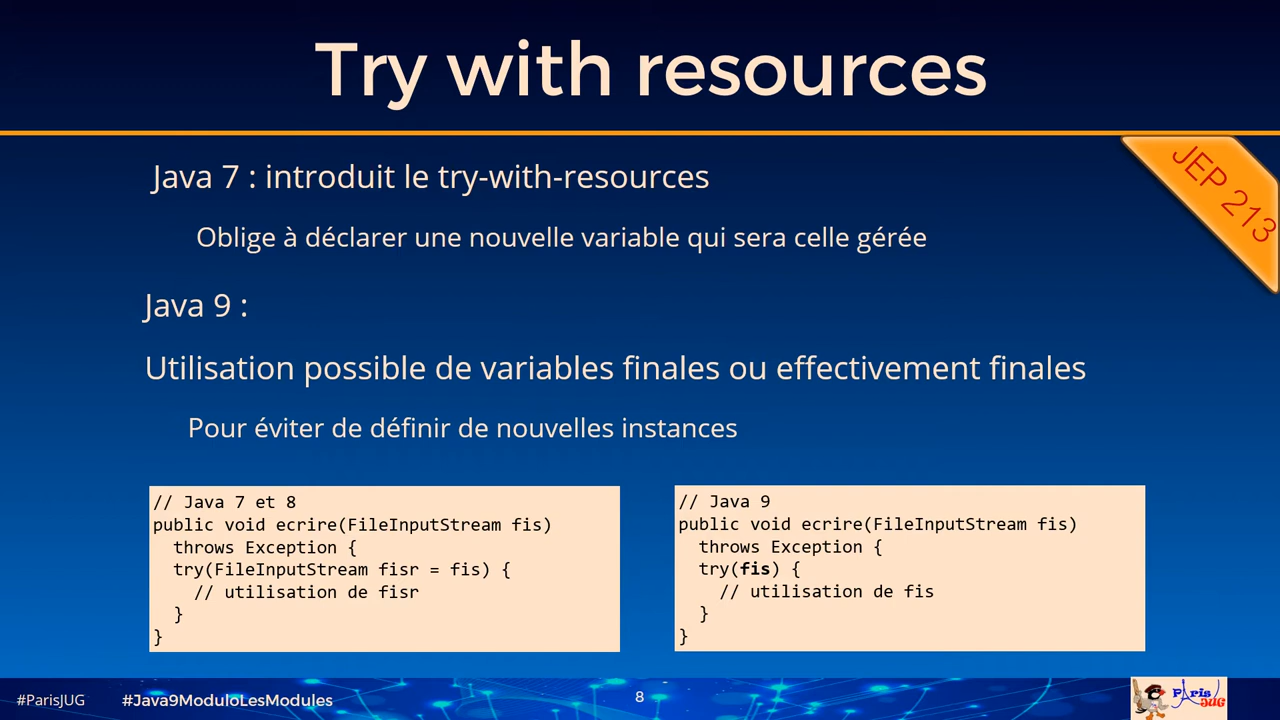 Try with resources
JEP 213
Java 7 : introduit le try-with-resources
Oblige à déclarer une nouvelle variable qui sera celle gérée
Java 9 :
Utilisation possible de variables finales ou effectivement finales
Pour éviter de définir de nouvelles instances
// Java 7 et 8
public void ecrire(FileInputStream fis)
  throws Exception {
  try(FileInputStream fisr = fis) {
    // utilisation de fisr
  }
}
// Java 9
public void ecrire(FileInputStream fis)
  throws Exception {
  try(fis) {
    // utilisation de fis
  }
}
#ParisJUG
#Java9ModuloLesModules
8
Paris
JUG